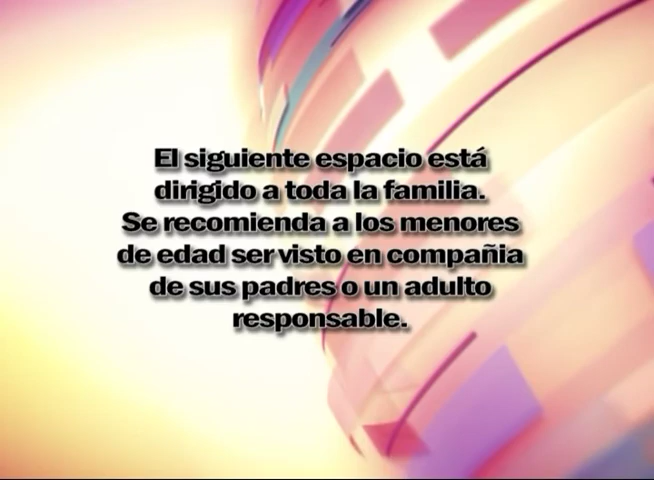 El siguiente espacio está
dirigido a toda la familia.
Se recomienda a los menores
de edad ser visto en compañia
de sus padres o un adulto
responsable.